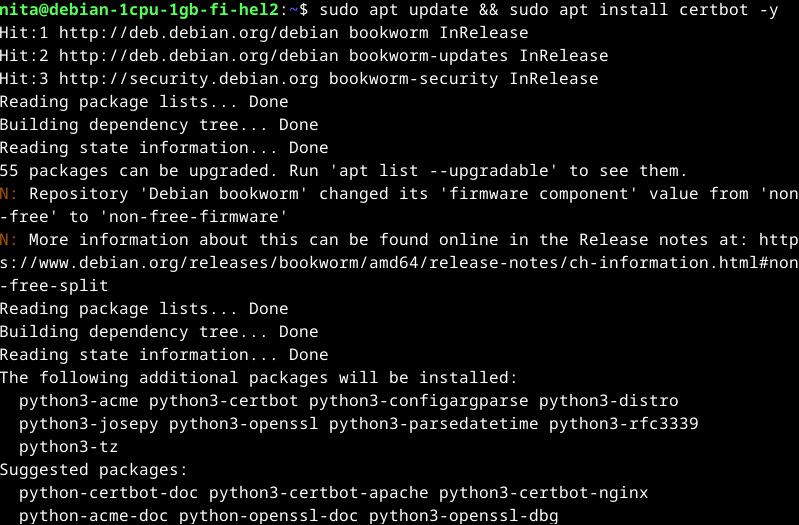 nita@debian-1cpu-1gb-fi-hel2:~$ sudo apt update && sudo apt install certbot -y
Hit:1 http://deb.debian.org/debian bookworm InRelease
Hit:2 http://deb.debian.org/debian bookworm-updates InRelease
Hit:3 http://security.debian.org bookworm-security InRelease
Reading package lists... Done
Building dependency tree... Done
Reading state information... Done
55 packages can be upgraded. Run 'apt list --upgradable' to see them.
N: Repository 'Debian bookworm' changed its 'firmware component' value from 'non
-free' to 'non-free-firmware'
N: More information about this can be found online in the Release notes at: http
s://www.debian.org/releases/bookworm/amd64/release-notes/ch-information.html#non
-free-split
Reading package lists... Done
Building dependency tree... Done
Reading state information... Done
The following additional packages will be installed:
  python3-acme python3-certbot python3-configargparse python3-distro
  python3-josepy python3-openssl python3-parsedatetime python3-rfc3339
  python3-tz
Suggested packages:
  python-certbot-doc python3-certbot-apache python3-certbot-nginx
  python-acme-doc python-openssl-doc python3-openssl-dbg